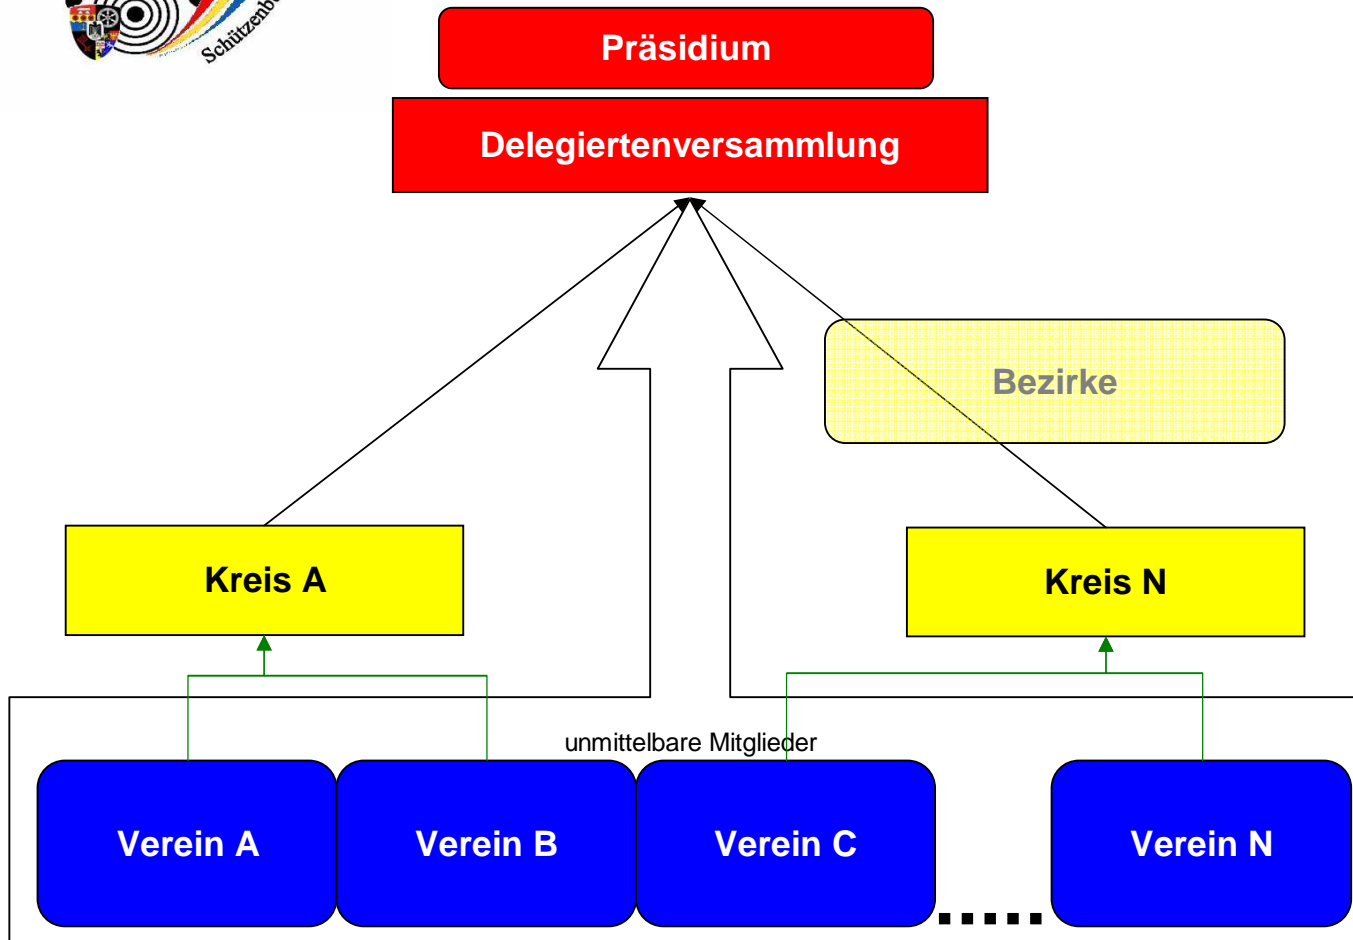 Präsidium
Delegiertenversammlung
Bezirke
Kreis A
Kreis N
unmittelbare Mitglieder
Verein A
Verein B
Verein C
Verein N